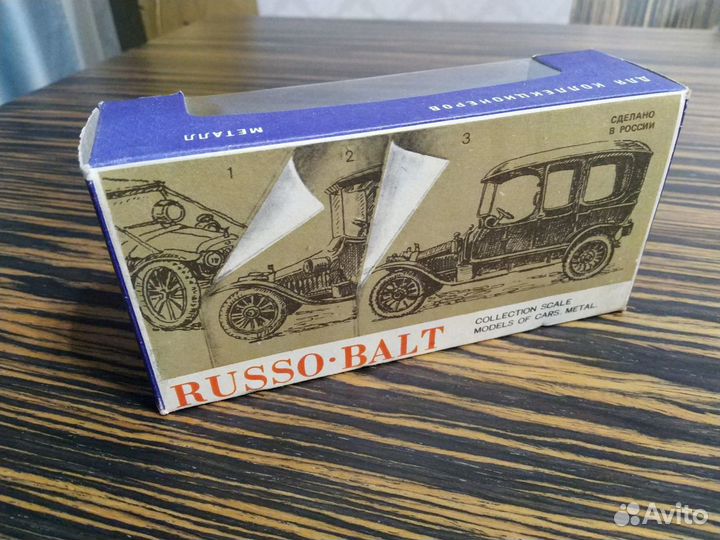 ДЛЯ КОЛЛЕКЦИОНЕРОВ
МЕТАЛЛ
СДЕЛАНО
В РОССИИ
1
2
3
COLLECTION SCALE
MODELS OF CARS. METAL.
RUSSO·BALT
Avito